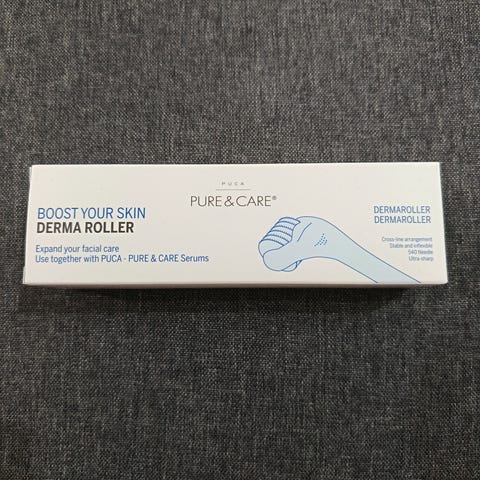 PUCA
PURE & CARE®
BOOST YOUR SKIN
DERMA ROLLER
Expand your facial care
Use together with PUCA - PURE & CARE Serums
DERMAROLLER
DERMAROLLER
Cross-line arrangement
Stable and inflexible
540 Needle
Ultra-sharp